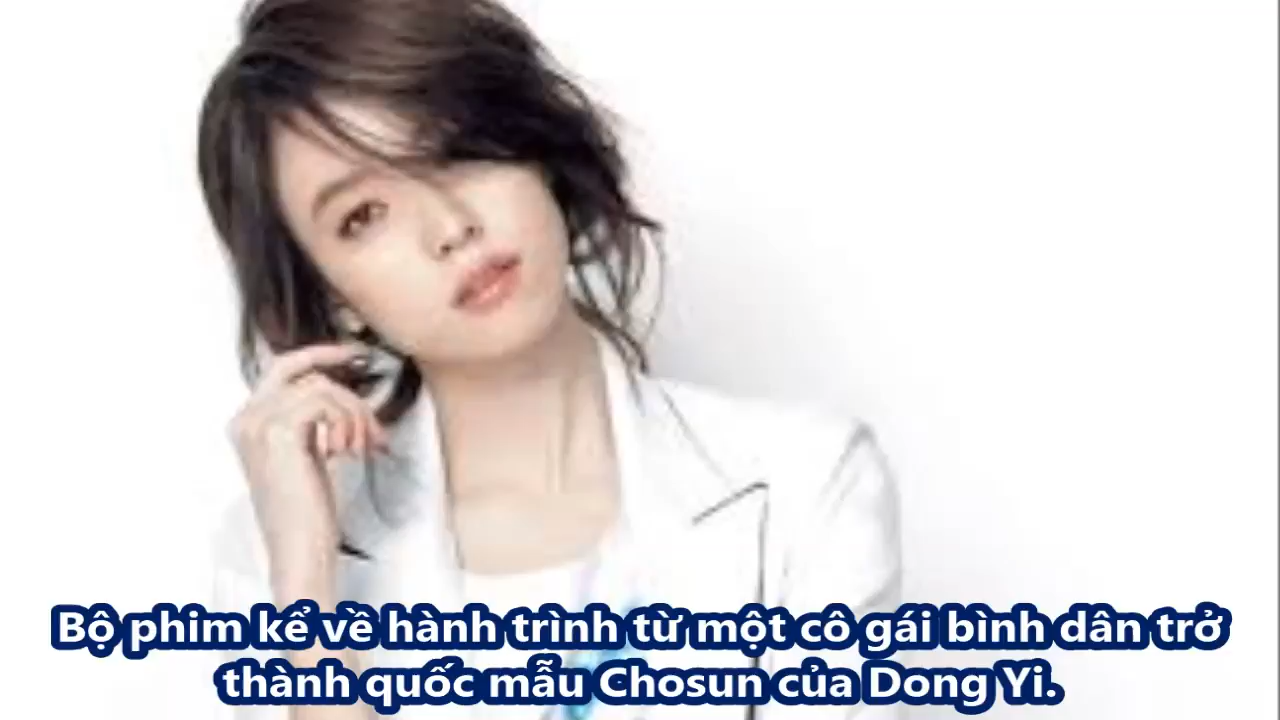 Bộ phim kể về hành trình từ một cô gái bình dân trở
thành quốc mẫu Chosun của Dong Yi.